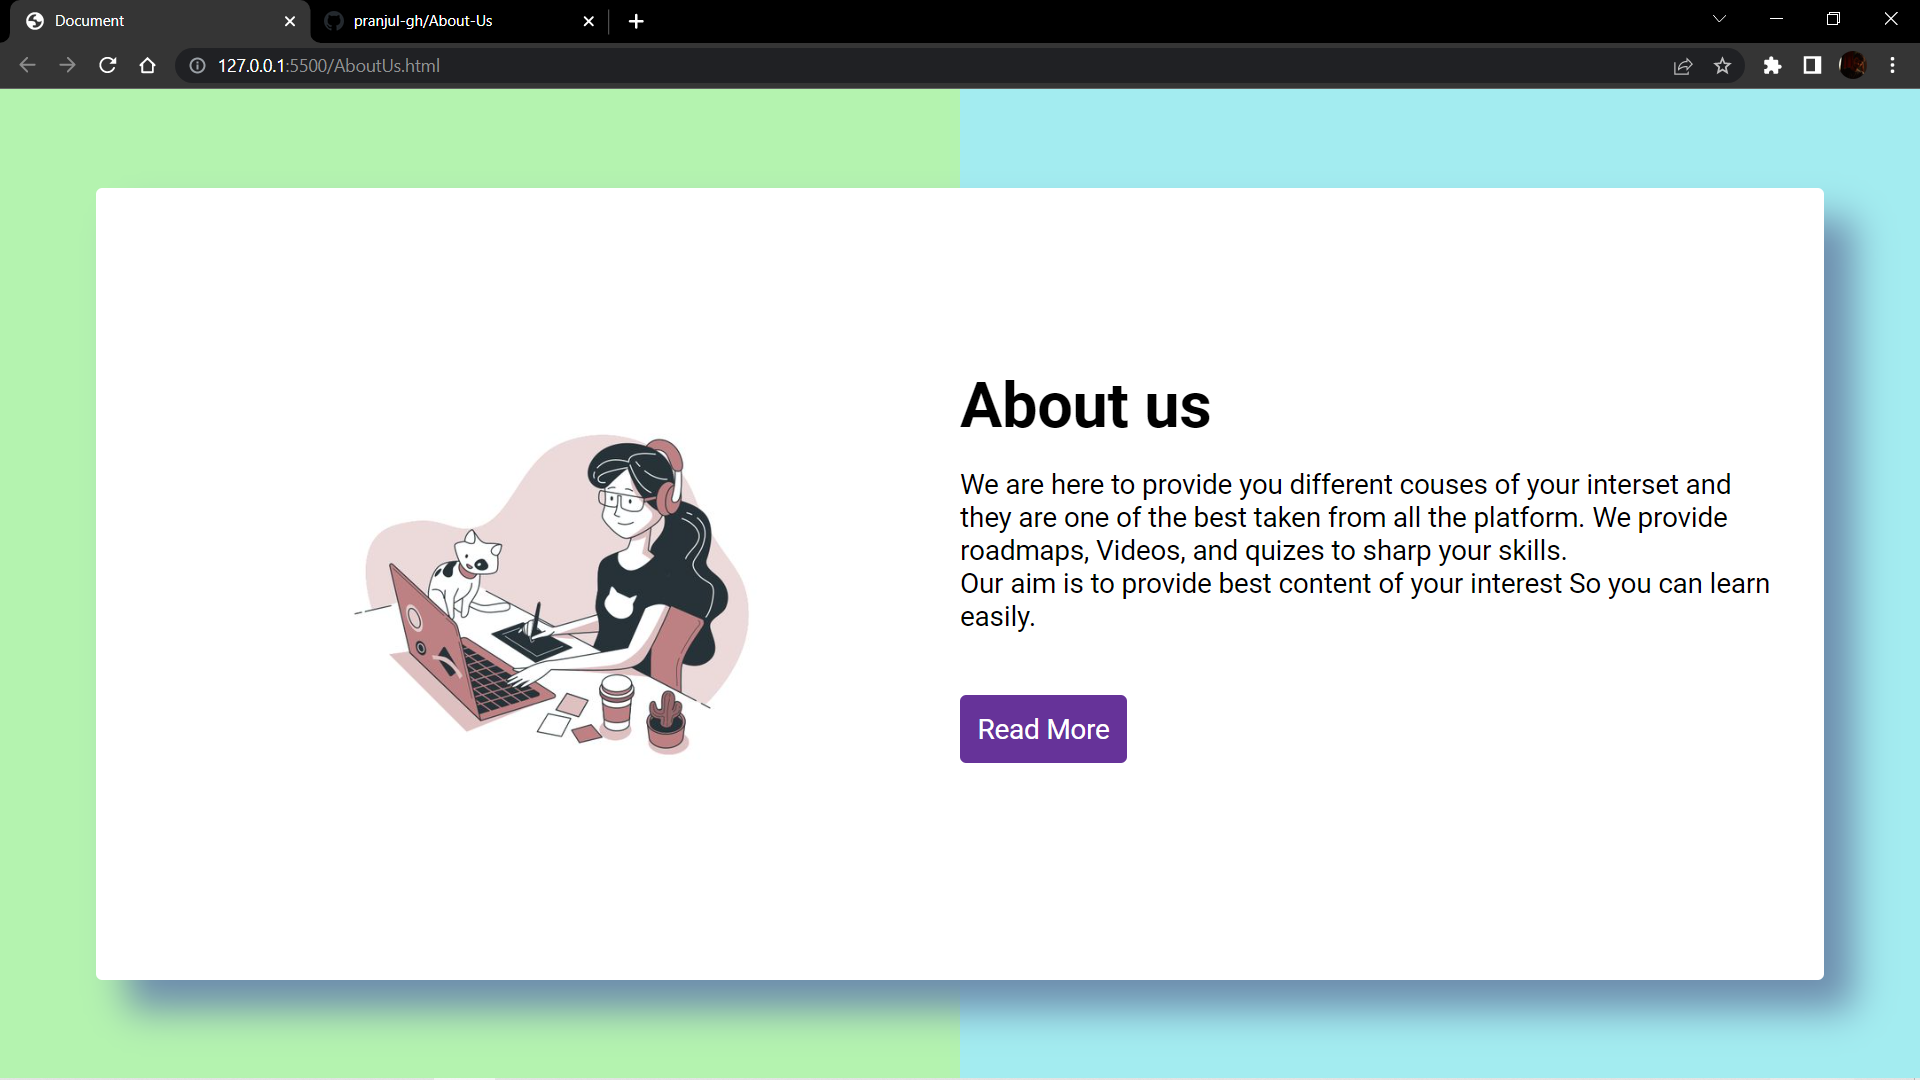 Document
pranjul-gh/About-Us
127.0.0.1:5500/AboutUs.html
About us
We are here to provide you different couses of your interset and
they are one of the best taken from all the platform. We provide
roadmaps, Videos, and quizes to sharp your skills.
Our aim is to provide best content of your interest So you can learn
easily.
Read More